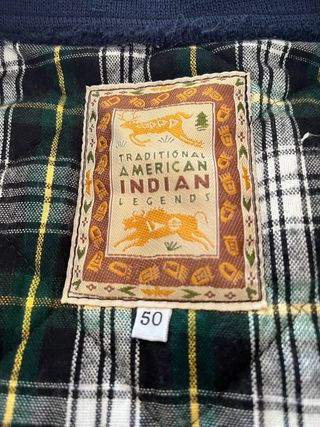 TRADITIONAL
AMERICAN
INDIAN
LEGENDS
50